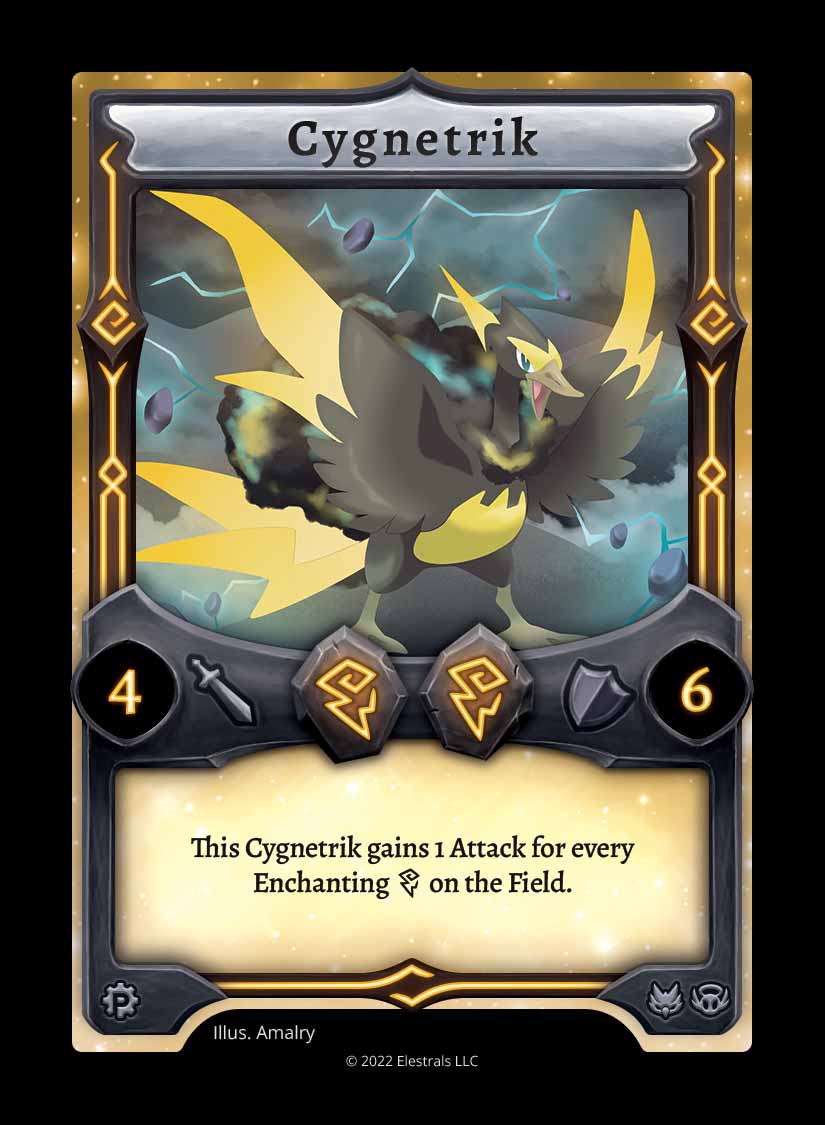 Cygnetrik
4
6
This Cygnetrik gains 1 Attack for every
Enchanting on the Field.
P
Illus. Amalry
© 2022 Elestrals LLC